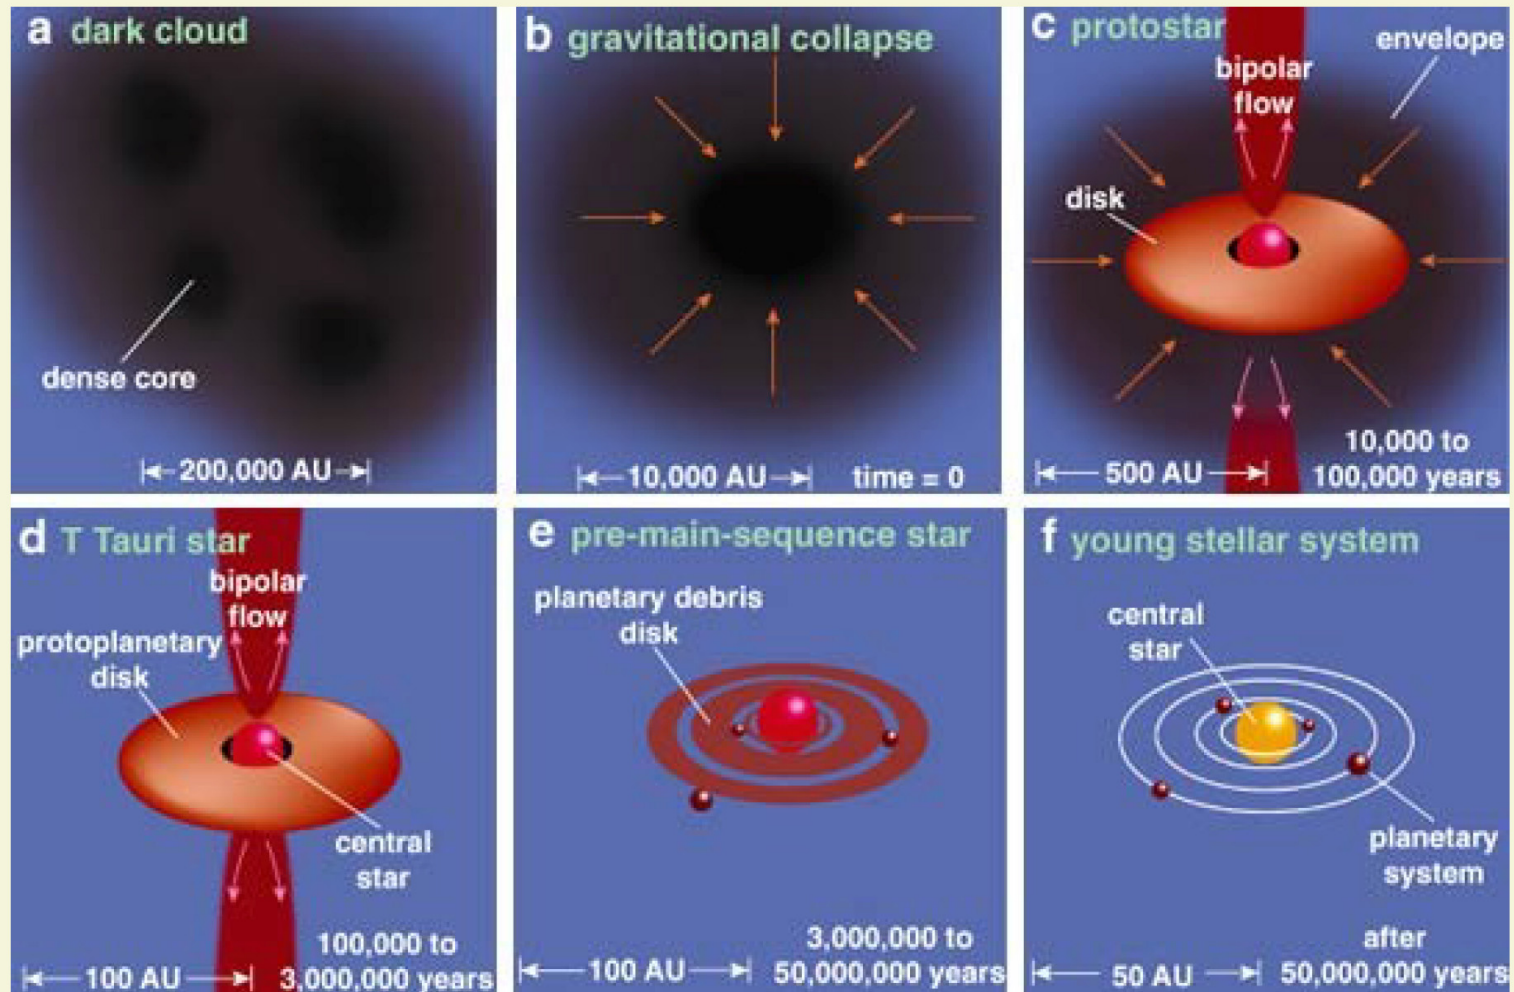 a dark cloud
dense core
200,000 AU
b gravitational collapse
10,000 AU
time = 0
c protostar
envelope
bipolar
flow
disk
500 AU
10,000 to
100,000 years
d T Tauri star
bipolar
flow
protoplanetary
disk
central
star
100 AU
100,000 to
3,000,000 years
e pre-main-sequence star
planetary debris
disk
100 AU
3,000,000 to
50,000,000 years
f young stellar system
central
star
planetary
system
50 AU
after
50,000,000 years